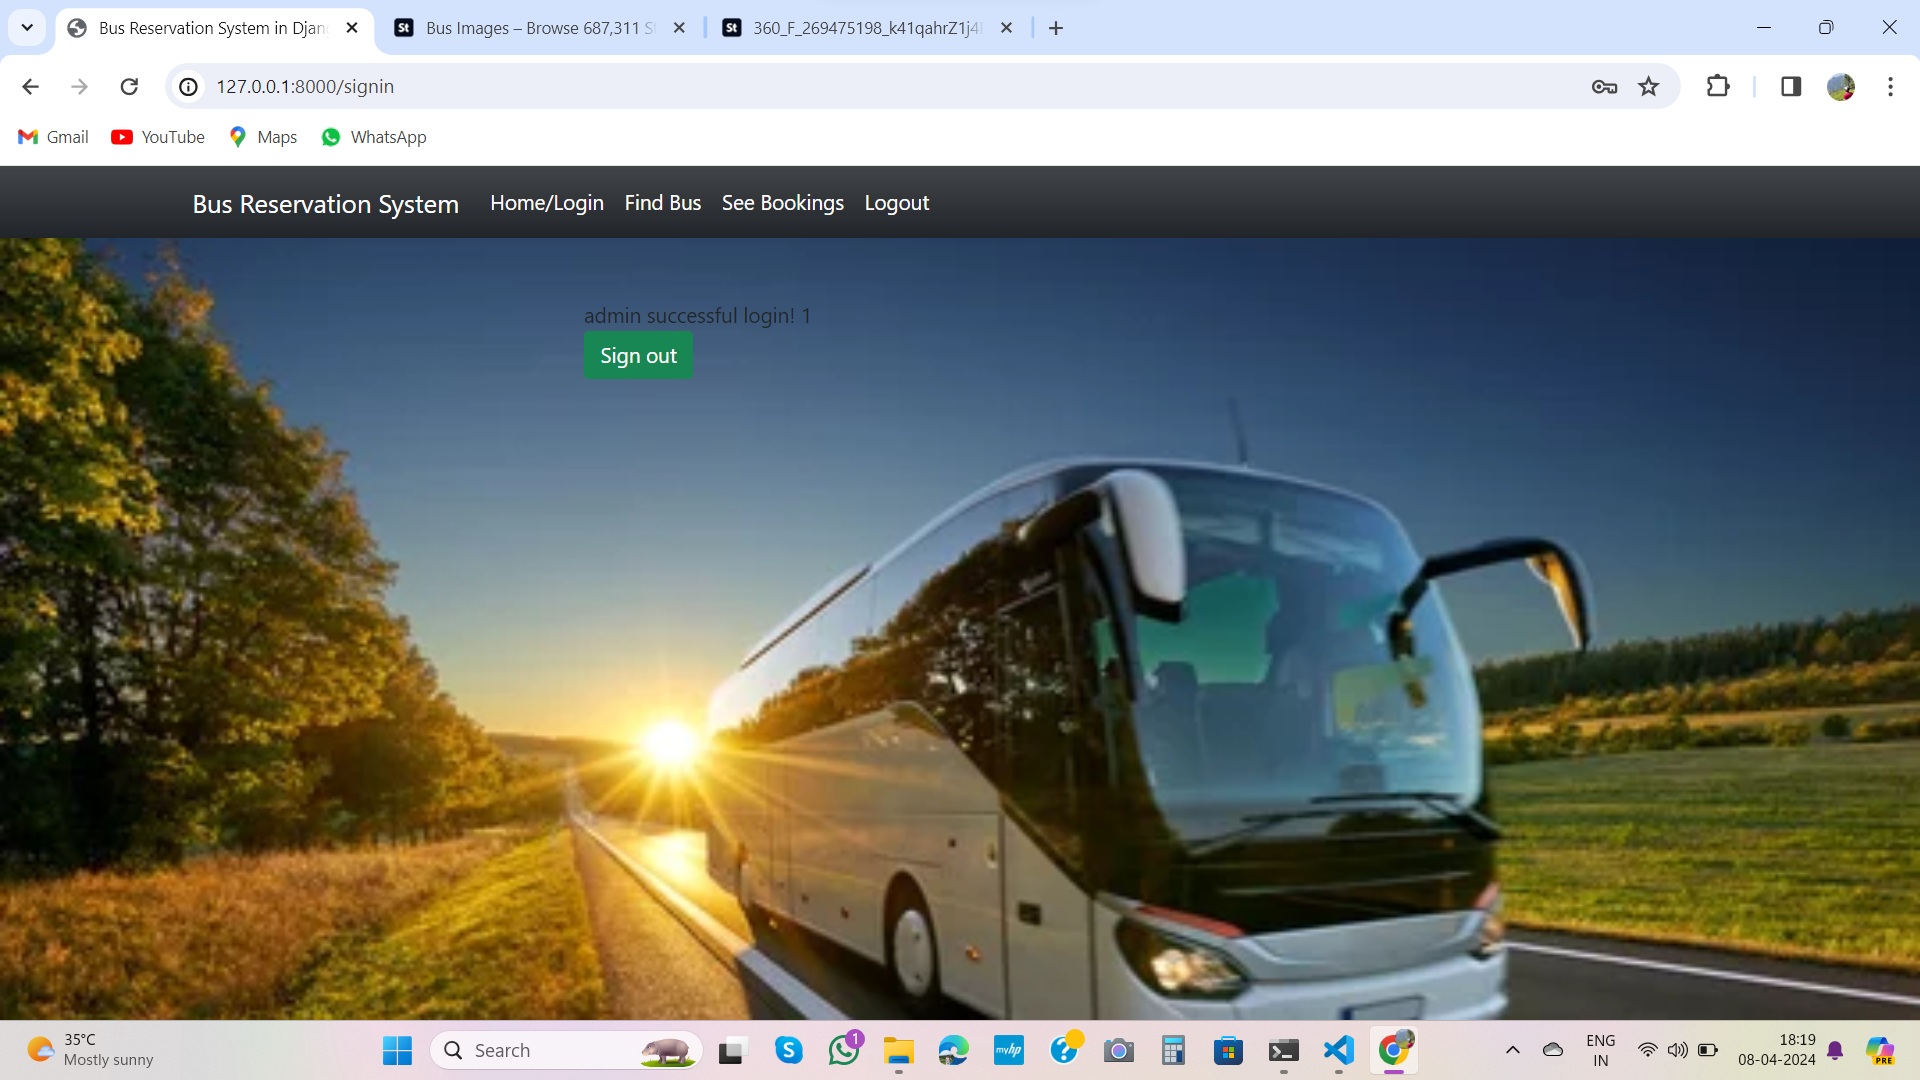 Bus Reservation System in Djan
Bus Images – Browse 687,311 S
360_F_269475198_k41qahrZ1j4
127.0.0.1:8000/signin
Gmail
YouTube
Maps
WhatsApp
Bus Reservation System
Home/Login
Find Bus
See Bookings
Logout
admin successful login! 1
Sign out
35°C
Mostly sunny
Search
1
myhp
ENG
IN
18:19
08-04-2024
PRE